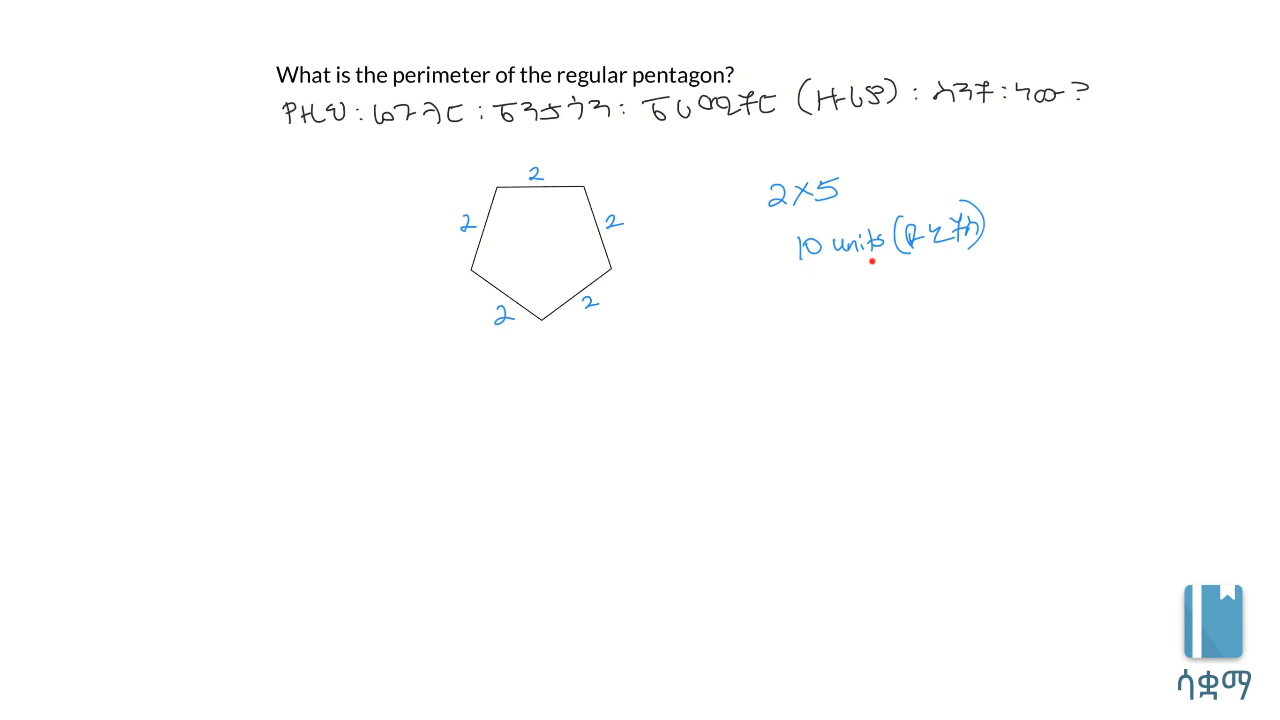 What is the perimeter of the regular pentagon?
የዚህ : ሬጉላር : ፔንታጎን : ፔሪሜትር (ዙሪያ) : ስንት : ነው ?
2
2
2
2
2
2×5
10 units (ዩኒትስ)
ሳቋማ